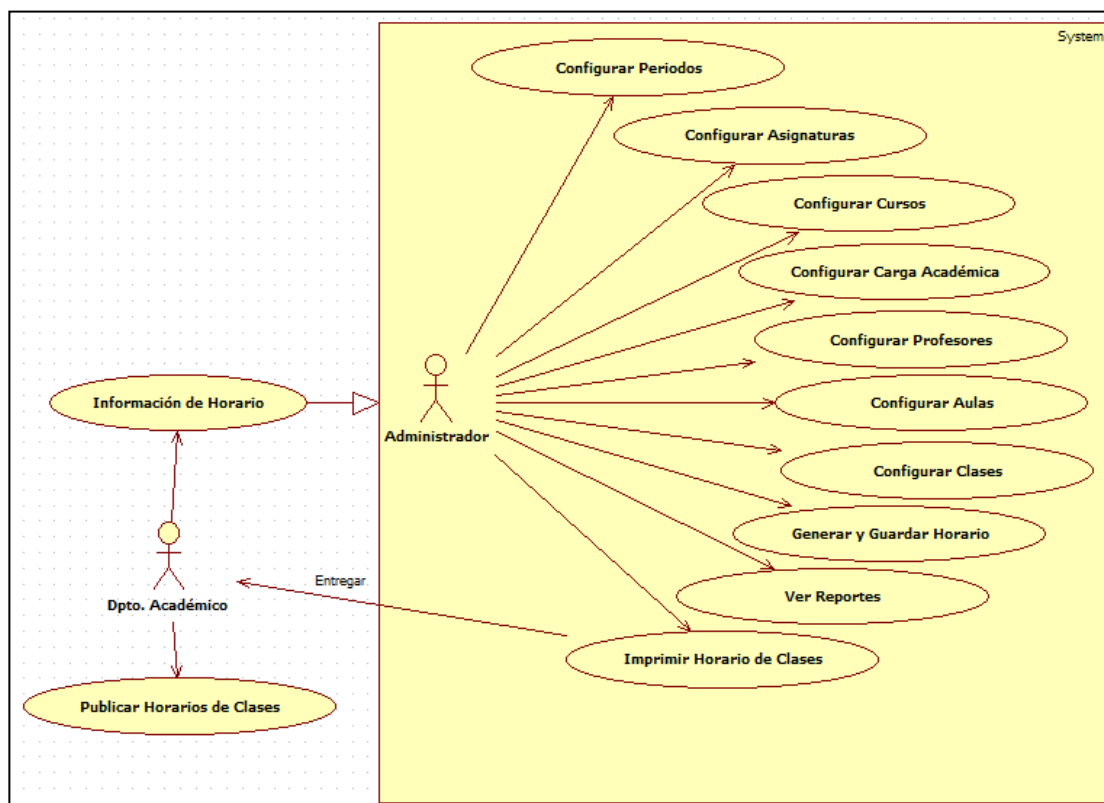 System
Configurar Periodos
Configurar Asignaturas
Configurar Cursos
Configurar Carga Académica
Configurar Profesores
Información de Horario
Configurar Aulas
Administrador
Configurar Clases
Generar y Guardar Horario
Entregar
Dpto. Académico
Ver Reportes
Imprimir Horario de Clases
Publicar Horarios de Clases